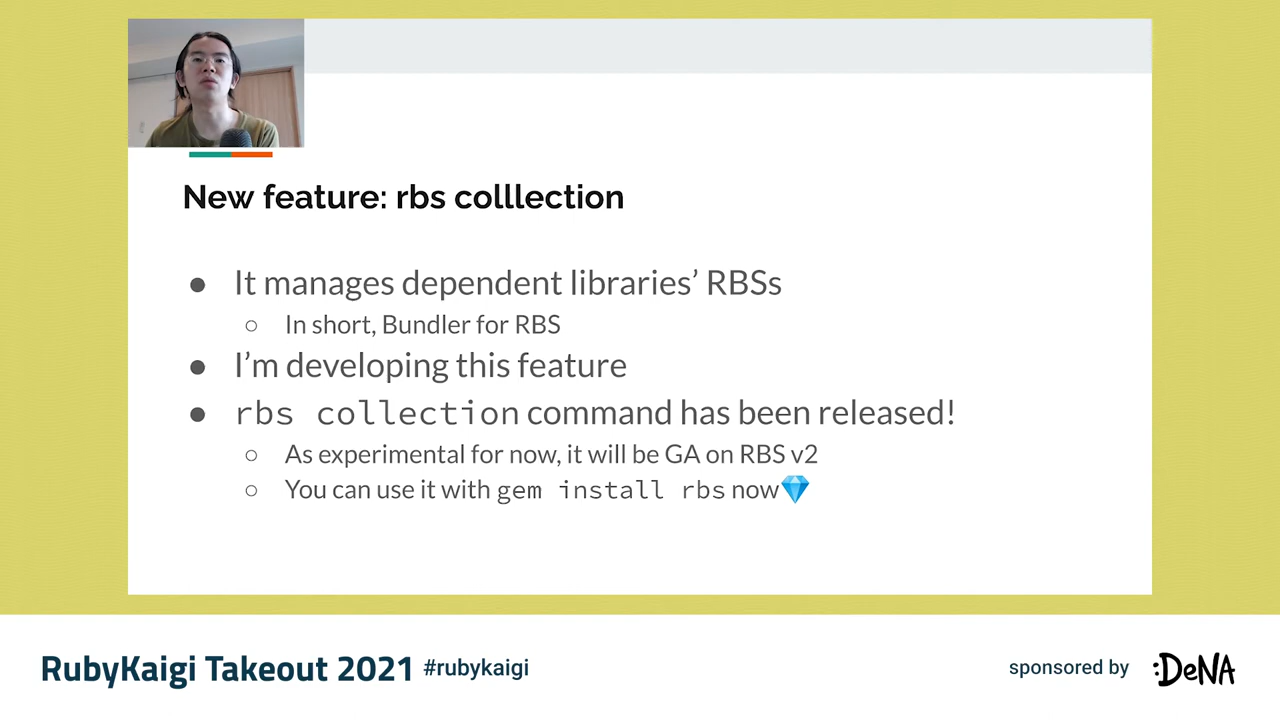 New feature: rbs colllection
● It manages dependent libraries’ RBSs
○ In short, Bundler for RBS
● I’m developing this feature
● rbs collection command has been released!
○ As experimental for now, it will be GA on RBS v2
○ You can use it with gem install rbs now💎
RubyKaigi Takeout 2021 #rubykaigi
sponsored by :DeNA